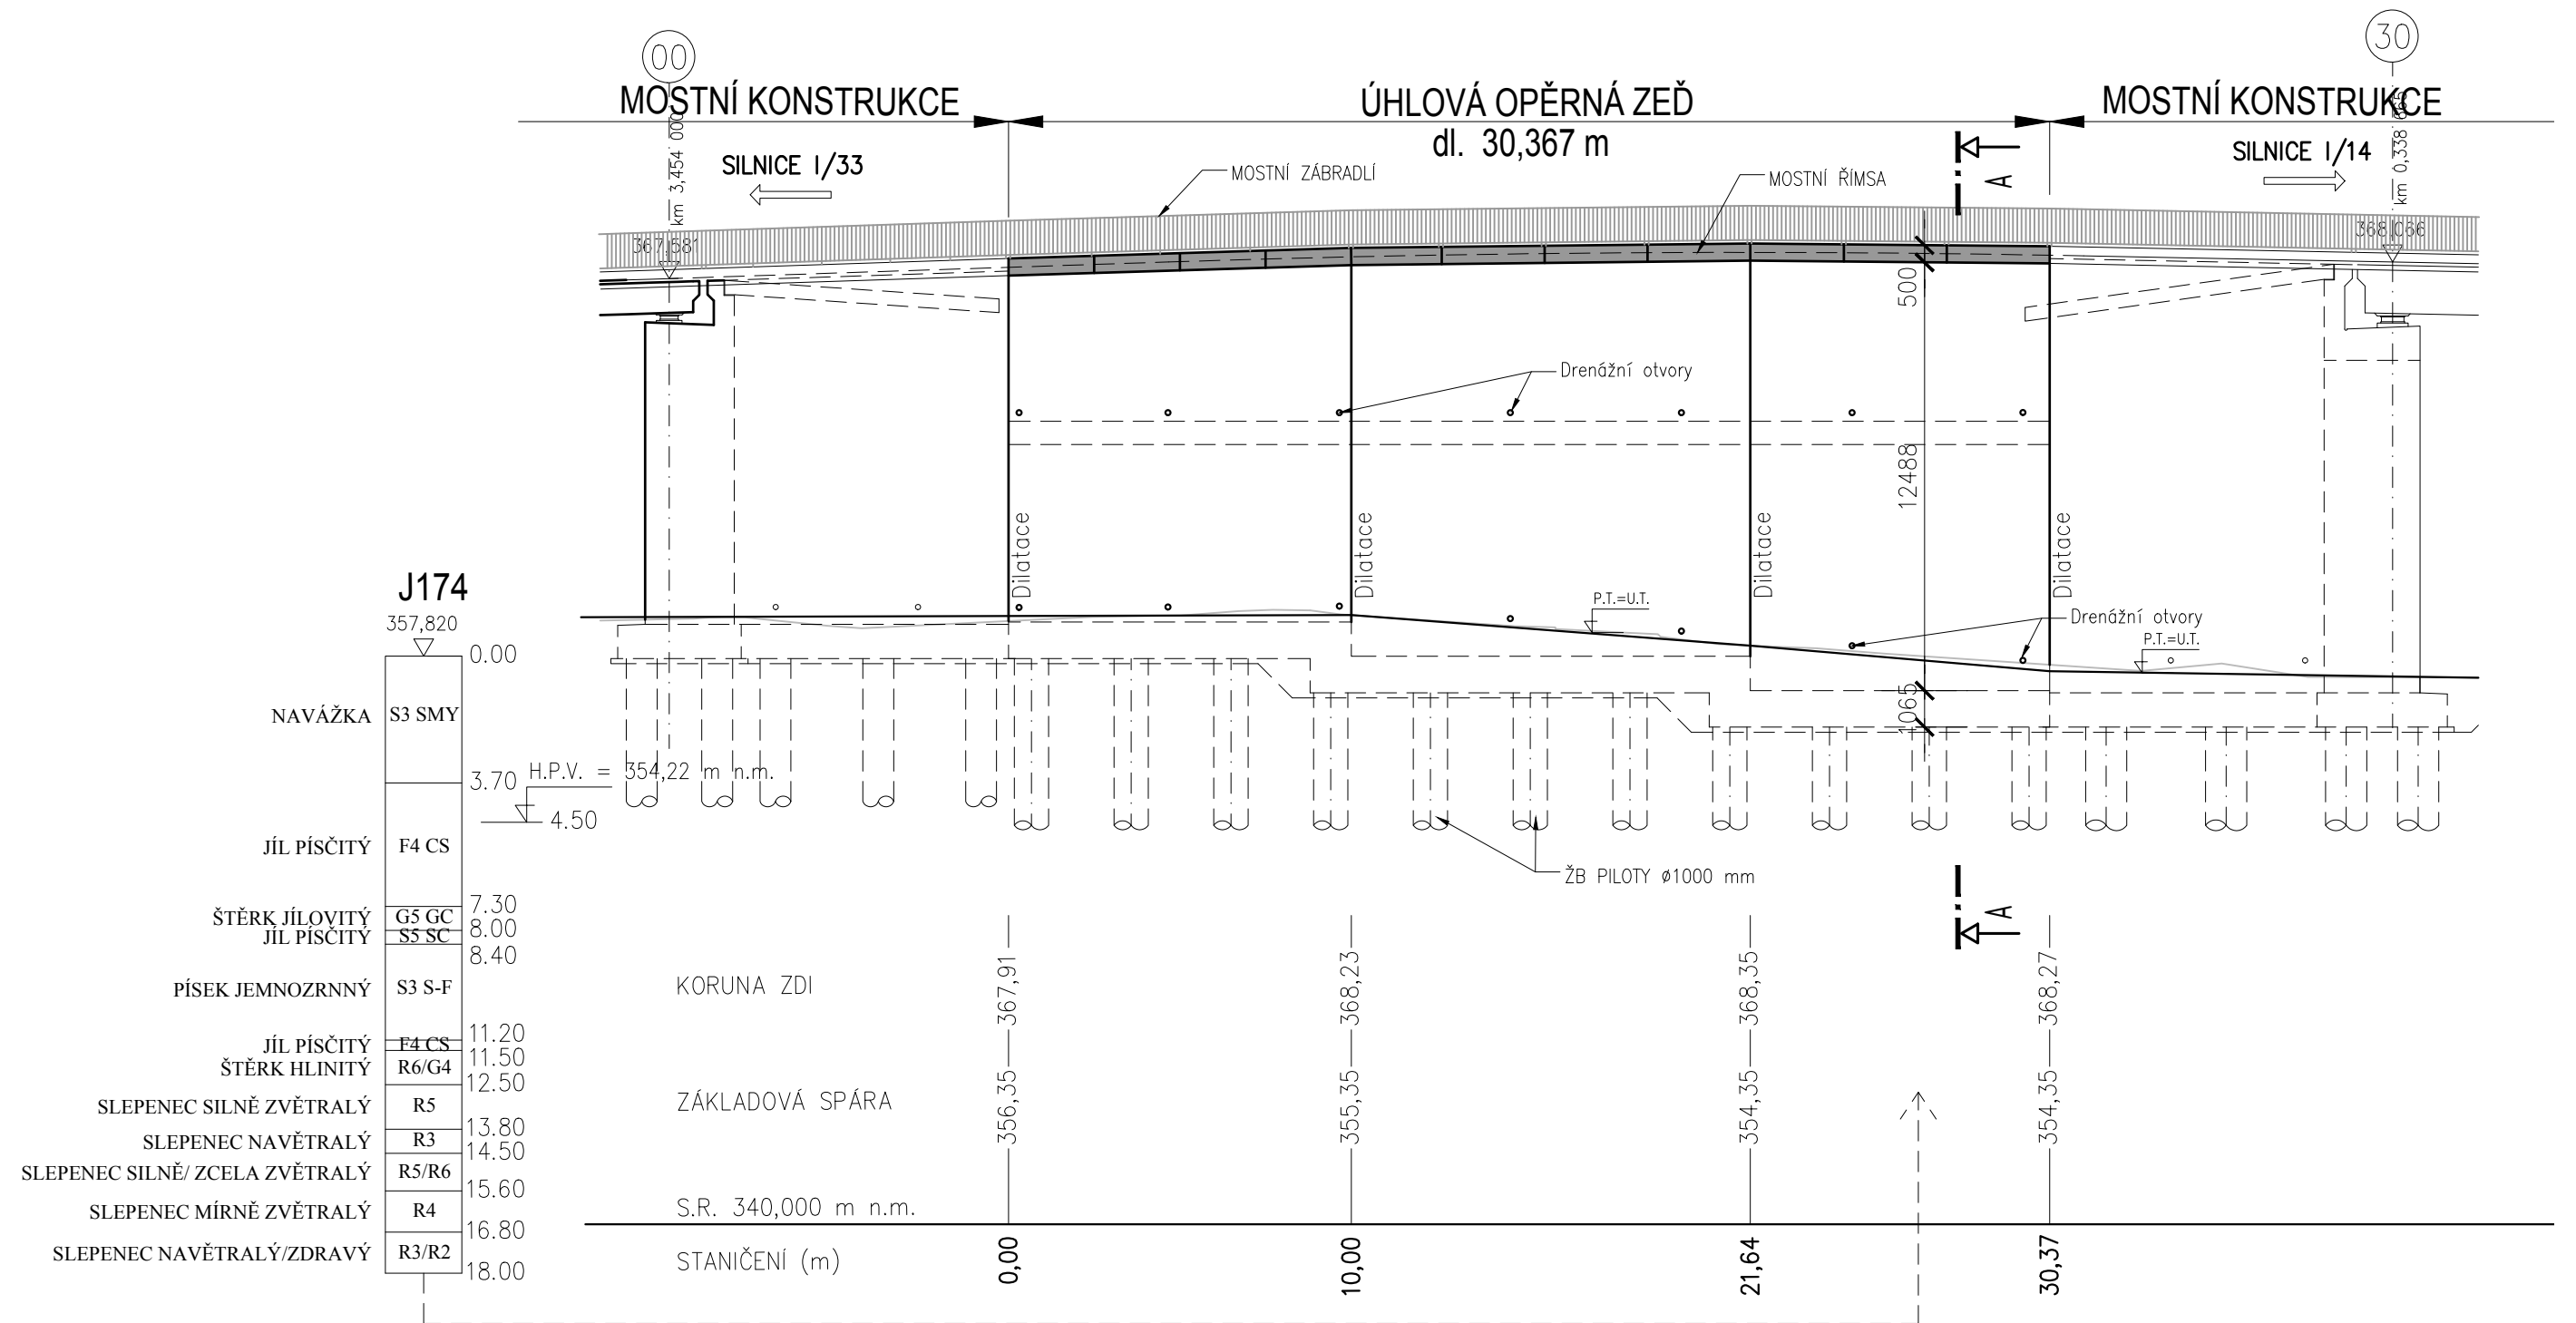 00
30
MOSTNÍ KONSTRUKCE
ÚHLOVÁ OPĚRNÁ ZEĎ
MOSTNÍ KONSTRUKCE
dl. 30,367 m
km 3,454 000
SILNICE I/33
MOSTNÍ ZÁBRADLÍ
MOSTNÍ ŘÍMSA
A
SILNICE I/14
km 0,338 665
367,581
368,066
500
Drenážní otvory
12488
Dilatace
Dilatace
Dilatace
Dilatace
J174
357,820
P.T.=U.T.
Drenážní otvory
P.T.=U.T.
0.00
1065
NAVÁŽKA
S3 SMY
3.70
H.P.V. = 354,22 m n.m.
4.50
JÍL PÍSČITÝ
F4 CS
ŽB PILOTY ø1000 mm
7.30
ŠTĚRK JÍLOVITÝ
G5 GC
8.00
JÍL PÍSČITÝ
S5 SC
8.40
A
PÍSEK JEMNOZRNNÝ
S3 S-F
KORUNA ZDI
367,91
368,23
368,35
368,27
11.20
JÍL PÍSČITÝ
F4 CS
11.50
ŠTĚRK HLINITÝ
R6/G4
12.50
SLEPENEC SILNĚ ZVĚTRALÝ
R5
ZÁKLADOVÁ SPÁRA
356,35
355,35
354,35
354,35
13.80
SLEPENEC NAVĚTRALÝ
R3
14.50
SLEPENEC SILNĚ/ ZCELA ZVĚTRALÝ
R5/R6
15.60
SLEPENEC MÍRNĚ ZVĚTRALÝ
R4
S.R. 340,000 m n.m.
16.80
SLEPENEC NAVĚTRALÝ/ZDRAVÝ
R3/R2
18.00
STANIČENÍ (m)
0,00
10,00
21,64
30,37